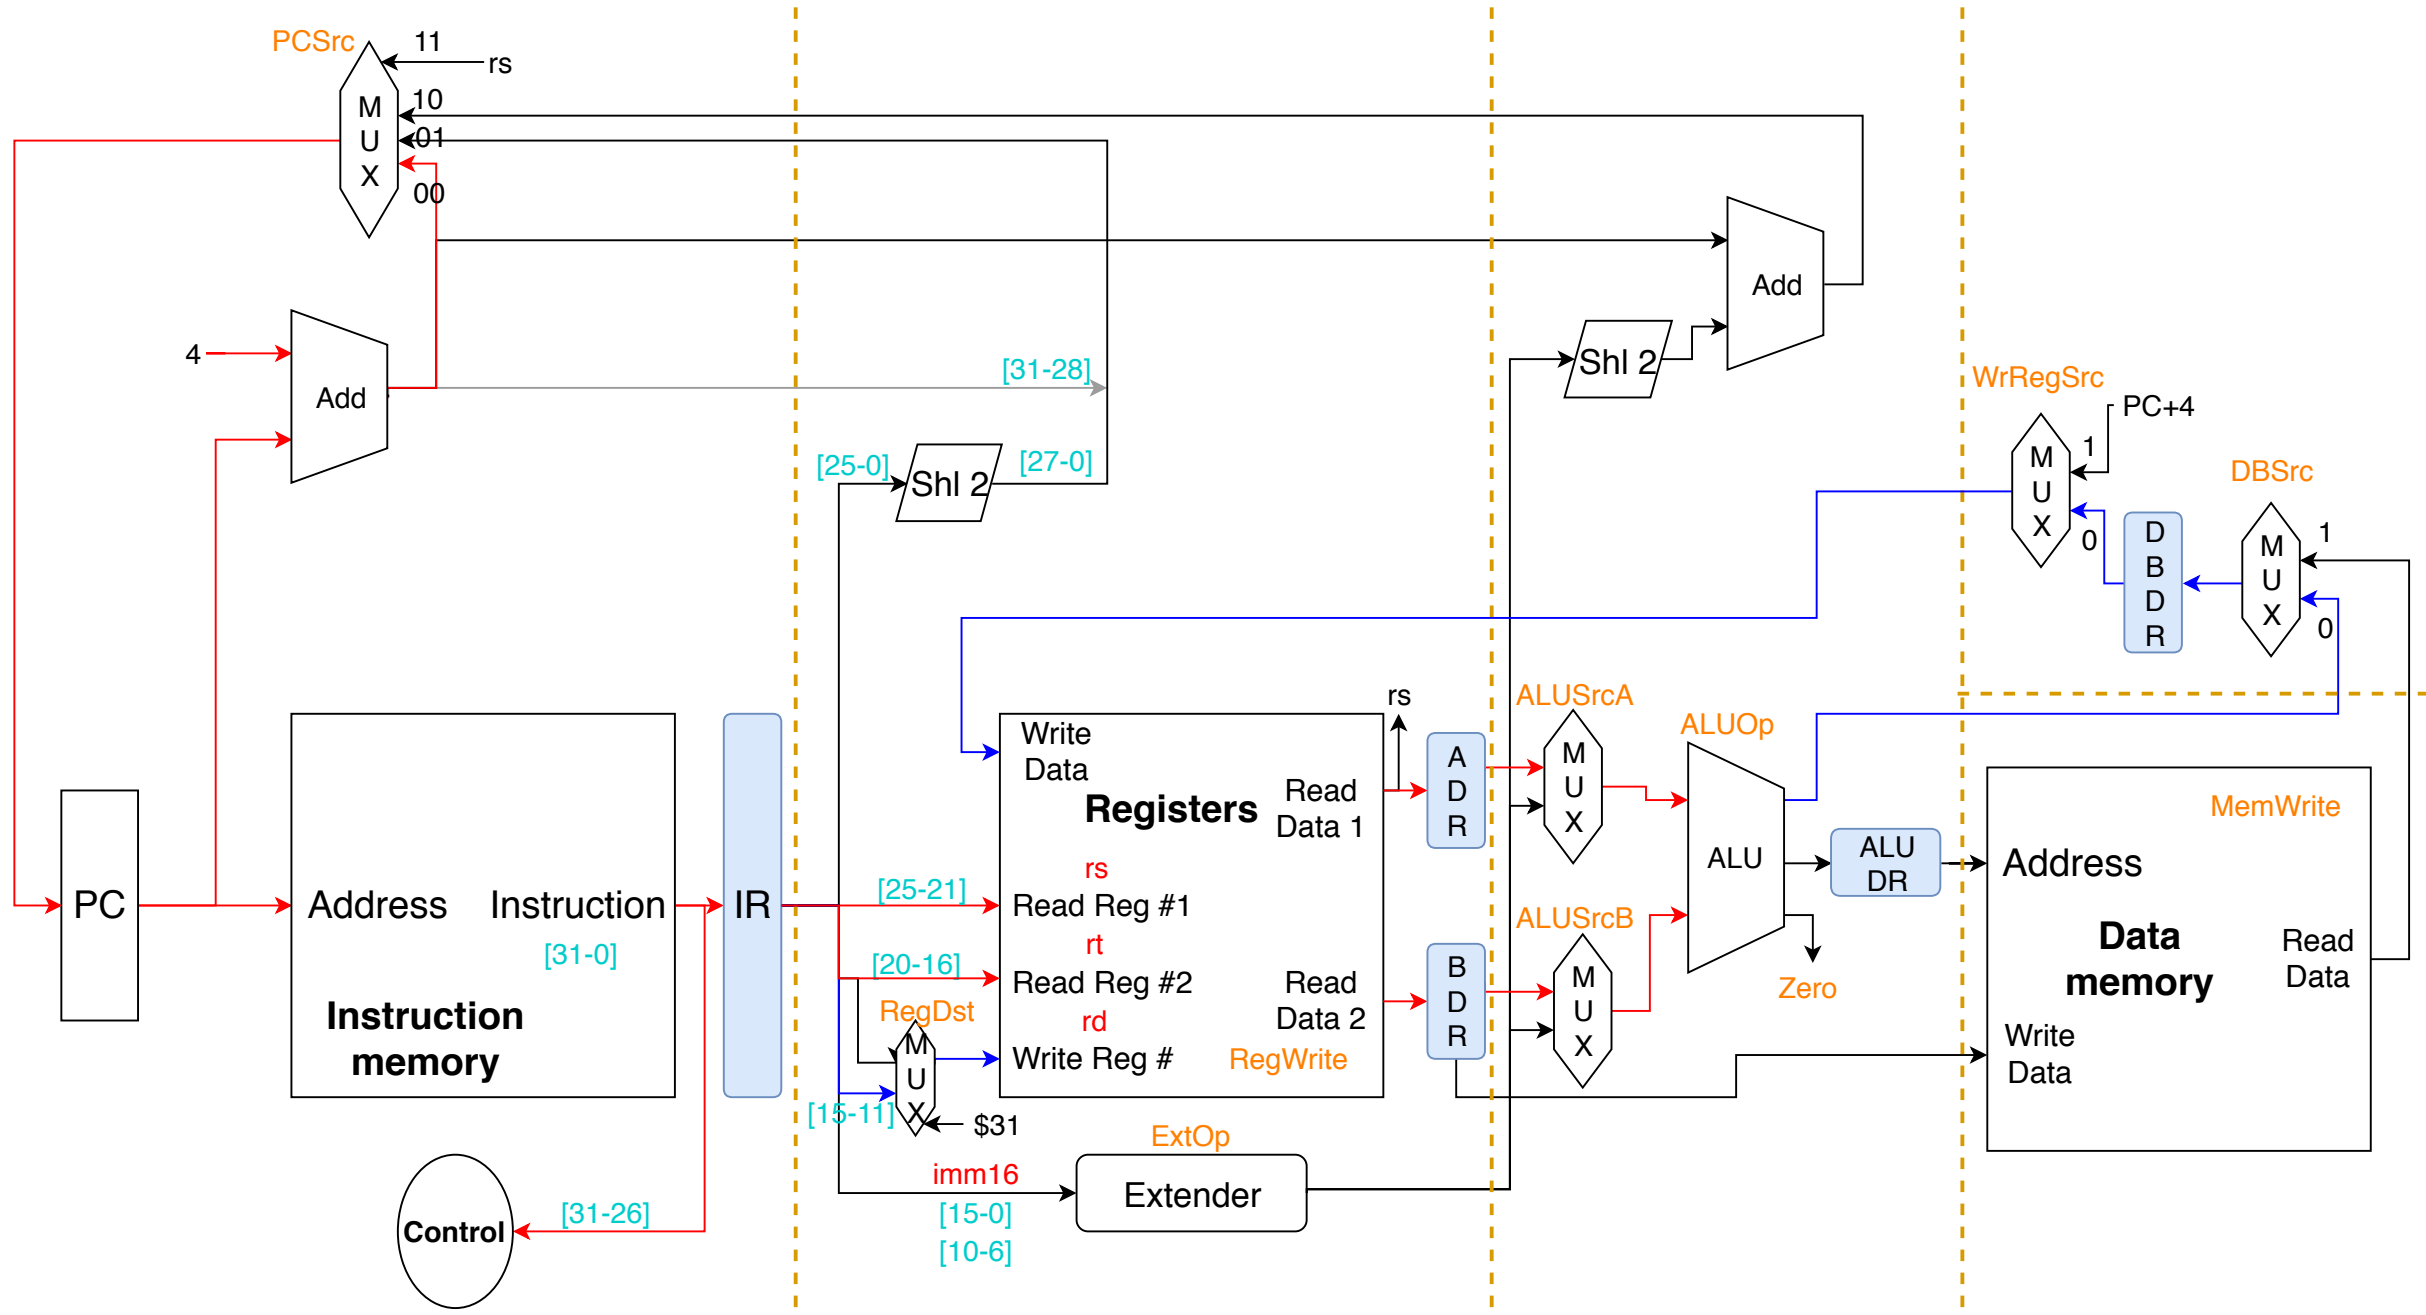 PCSrc
11
rs
10
01
00
M
U
X
4
Add
[31-28]
[25-0]
Shl 2
[27-0]
Add
Shl 2
WrRegSrc
PC+4
1
M
U
X
0
DBSrc
D
B
D
R
M
U
X
1
0
PC
Address
Instruction
[31-0]
Instruction
memory
IR
Control
[31-26]
Write
Data
Registers
Read
Data 1
rs
[25-21]
Read Reg #1
rt
[20-16]
Read Reg #2
rd
RegDst
M
U
X
Write Reg #
[15-11]
$31
Read
Data 2
RegWrite
imm16
[15-0]
[10-6]
ExtOp
Extender
rs
A
D
R
B
D
R
ALUSrcA
M
U
X
ALUSrcB
M
U
X
ALUOp
ALU
Zero
ALU
DR
MemWrite
Address
Data
memory
Read
Data
Write
Data